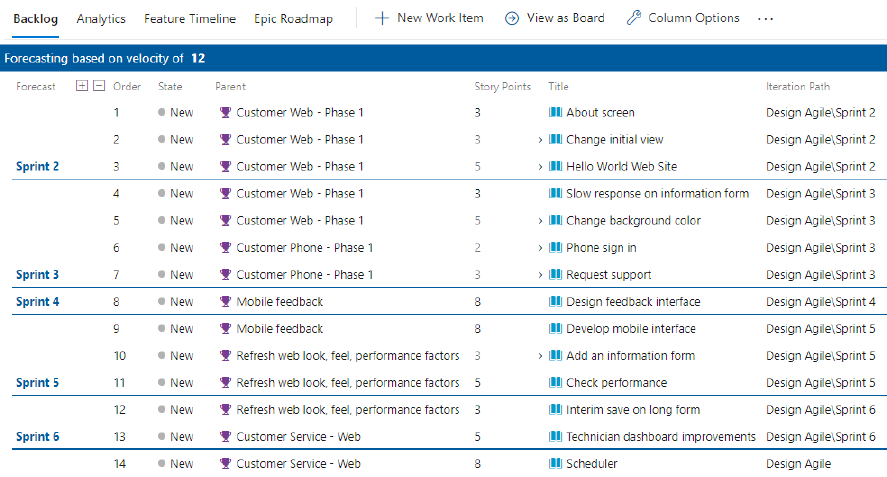 Backlog Analytics Feature Timeline Epic Roadmap New Work Item View as Board Column Options ...
Forecasting based on velocity of 12
Forecast Order State Parent Story Points Title Iteration Path
1 New Customer Web - Phase 1 3 About screen Design Agile\Sprint 2
2 New Customer Web - Phase 1 3 Change initial view Design Agile\Sprint 2
Sprint 2 3 New Customer Web - Phase 1 5 Hello World Web Site Design Agile\Sprint 2
4 New Customer Web - Phase 1 3 Slow response on information form Design Agile\Sprint 3
5 New Customer Web - Phase 1 5 Change background color Design Agile\Sprint 3
6 New Customer Phone - Phase 1 2 Phone sign in Design Agile\Sprint 3
Sprint 3 7 New Customer Phone - Phase 1 3 Request support Design Agile\Sprint 3
Sprint 4 8 New Mobile feedback 8 Design feedback interface Design Agile\Sprint 4
9 New Mobile feedback 8 Develop mobile interface Design Agile\Sprint 5
10 New Refresh web look, feel, performance factors 3 Add an information form Design Agile\Sprint 5
Sprint 5 11 New Refresh web look, feel, performance factors 5 Check performance Design Agile\Sprint 5
12 New Refresh web look, feel, performance factors 3 Interim save on long form Design Agile\Sprint 6
Sprint 6 13 New Customer Service - Web 5 Technician dashboard improvements Design Agile\Sprint 6
14 New Customer Service - Web 8 Scheduler Design Agile